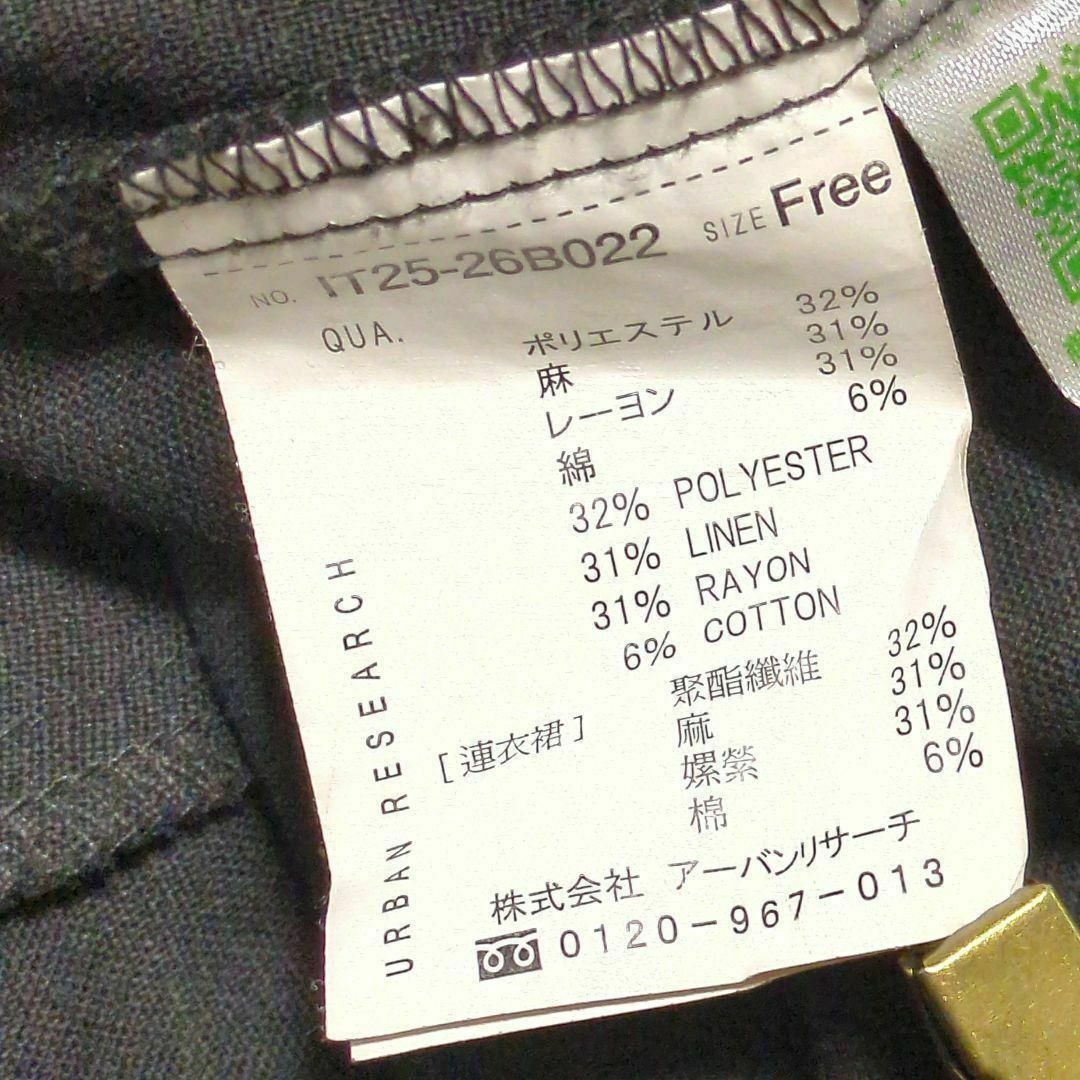 NO. IT25-26B022 SIZE Free
QUA.
ポリエステル 32%
麻 31%
レーヨン 31%
綿 6%
32% POLYESTER
31% LINEN
31% RAYON
6% COTTON
[連衣裙]
聚酯纖維 32%
麻 31%
嫘縈 31%
棉 6%
URBAN RESEARCH
株式会社 アーバンリサーチ
0120-967-013